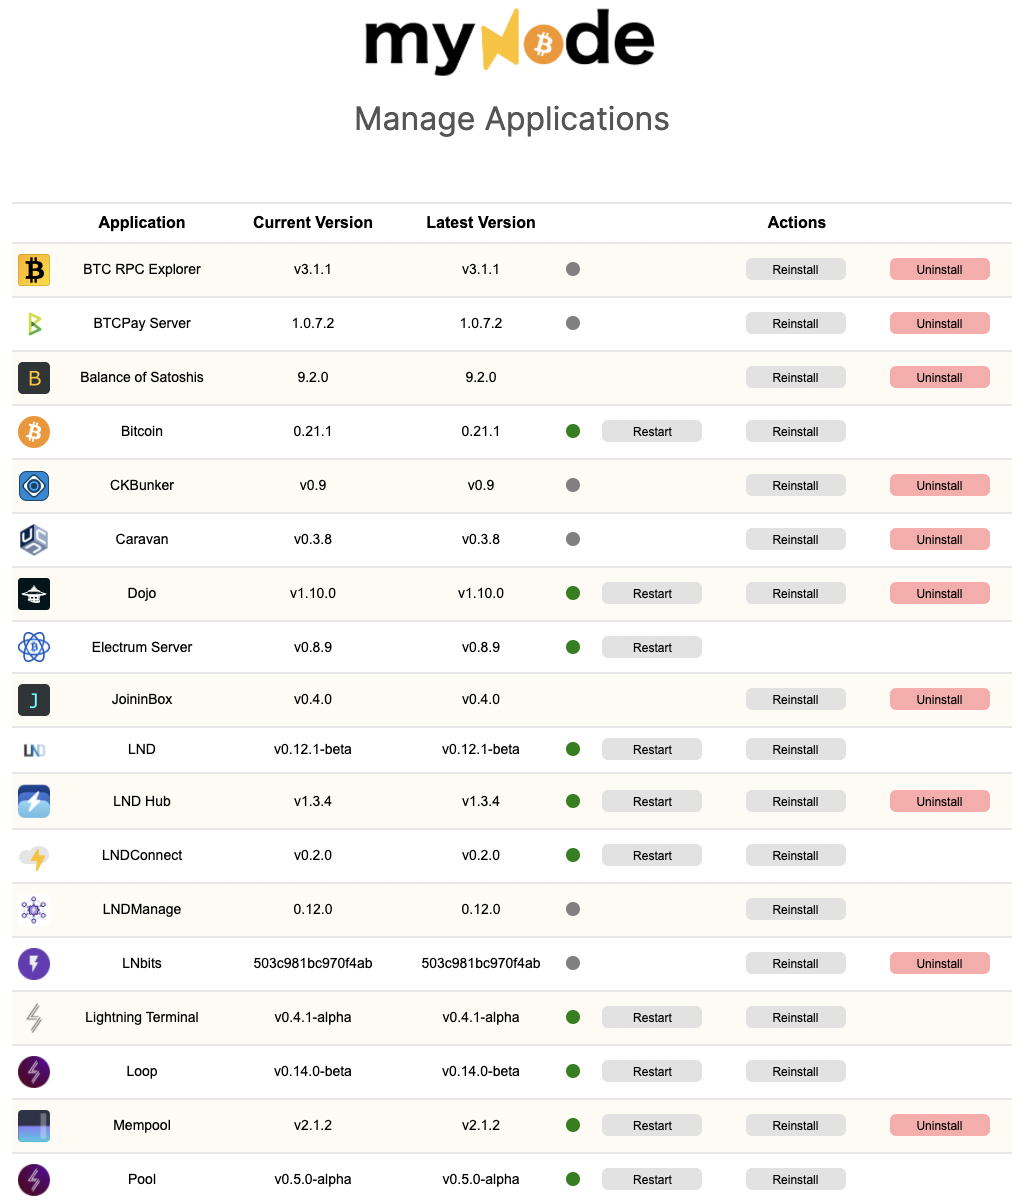 myNode
Manage Applications
Application Current Version Latest Version Actions
BTC RPC Explorer v3.1.1 v3.1.1 Reinstall Uninstall
BTCPay Server 1.0.7.2 1.0.7.2 Reinstall Uninstall
Balance of Satoshis 9.2.0 9.2.0 Reinstall Uninstall
Bitcoin 0.21.1 0.21.1 Restart Reinstall
CKBunker v0.9 v0.9 Reinstall Uninstall
Caravan v0.3.8 v0.3.8 Reinstall Uninstall
Dojo v1.10.0 v1.10.0 Restart Reinstall Uninstall
Electrum Server v0.8.9 v0.8.9 Restart
J JoininBox v0.4.0 v0.4.0 Reinstall Uninstall
LND LND v0.12.1-beta v0.12.1-beta Restart Reinstall
LND Hub v1.3.4 v1.3.4 Restart Reinstall Uninstall
LNDConnect v0.2.0 v0.2.0 Restart Reinstall
LNDManage 0.12.0 0.12.0 Reinstall
LNbits 503c981bc970f4ab 503c981bc970f4ab Reinstall Uninstall
Lightning Terminal v0.4.1-alpha v0.4.1-alpha Restart Reinstall
Loop v0.14.0-beta v0.14.0-beta Restart Reinstall
Mempool v2.1.2 v2.1.2 Restart Reinstall Uninstall
Pool v0.5.0-alpha v0.5.0-alpha Restart Reinstall